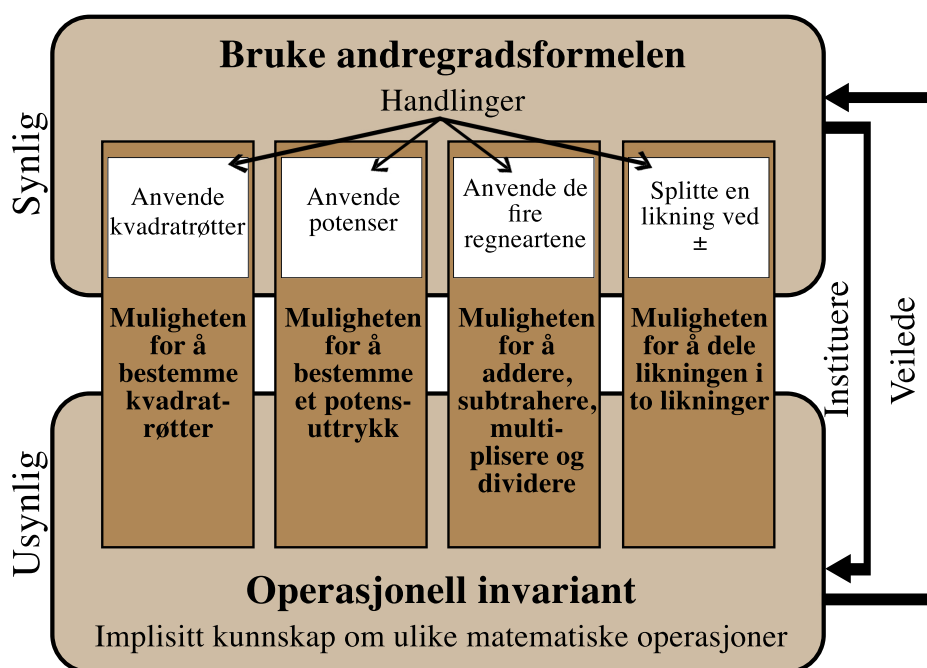 Bruke andregradsformelen
Handlinger
Synlig
Anvende
kvadratrøtter
Anvende
potenser
Anvende de
fire
regneartene
Splitte en
likning ved
±
Muligheten
for å
bestemme
kvadrat-
røtter
Muligheten
for å
bestemme
et potens-
uttrykk
Muligheten
for å
addere,
subtrahere,
multi-
plisere og
dividere
Muligheten
for å dele
likningen i
to likninger
Instituere
Veilede
Usynlig
Operasjonell invariant
Implisitt kunnskap om ulike matematiske operasjoner